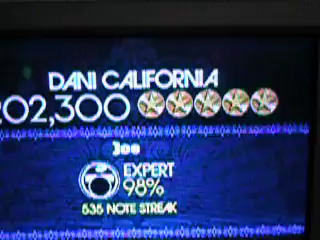 DANI CALIFORNIA
202,300
Joe
EXPERT
98%
535 NOTE STREAK